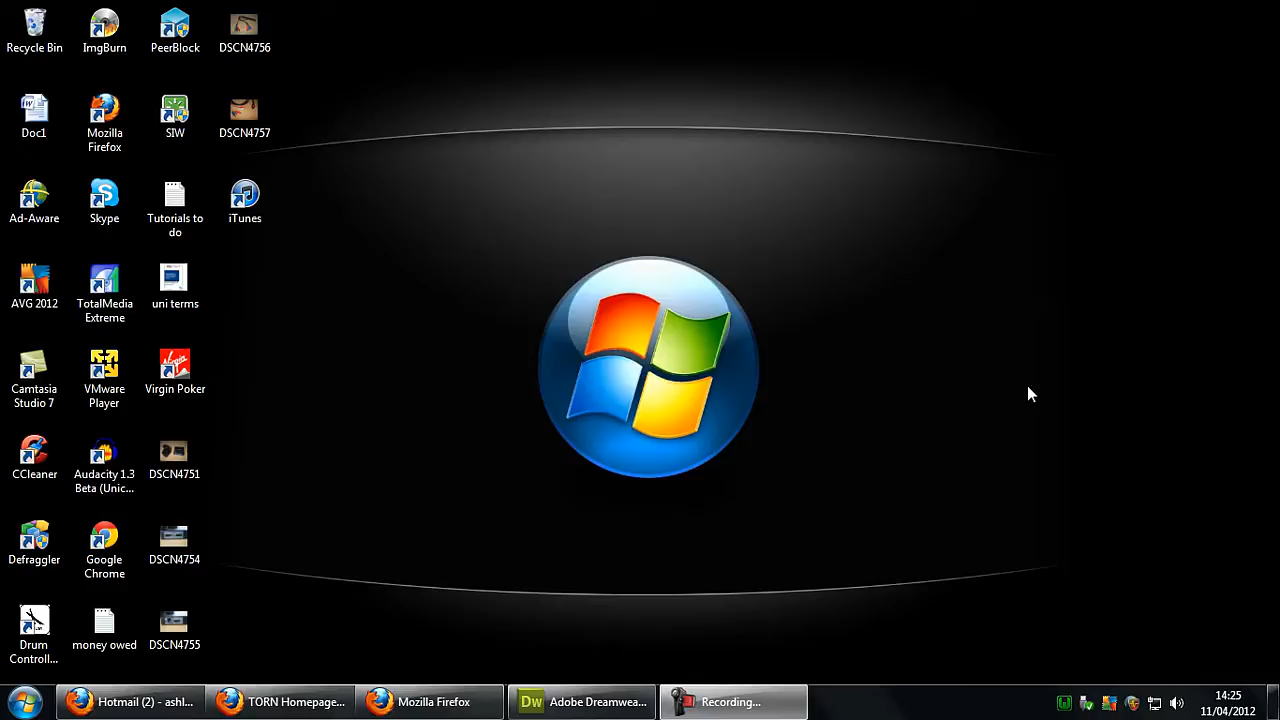 Recycle Bin
ImgBurn
PeerBlock
DSCN4756
Doc1
Mozilla
Firefox
SIW
DSCN4757
Ad-Aware
Skype
Tutorials to
do
iTunes
AVG 2012
TotalMedia
Extreme
uni terms
Camtasia
Studio 7
VMware
Player
Virgin Poker
CCleaner
Audacity 1.3
Beta (Unic...
DSCN4751
Defraggler
Google
Chrome
DSCN4754
Drum
Controll...
money owed
DSCN4755
Hotmail (2) - ashl...
TORN Homepage...
Mozilla Firefox
Dw
Adobe Dreamwea...
Recording...
14:25
11/04/2012